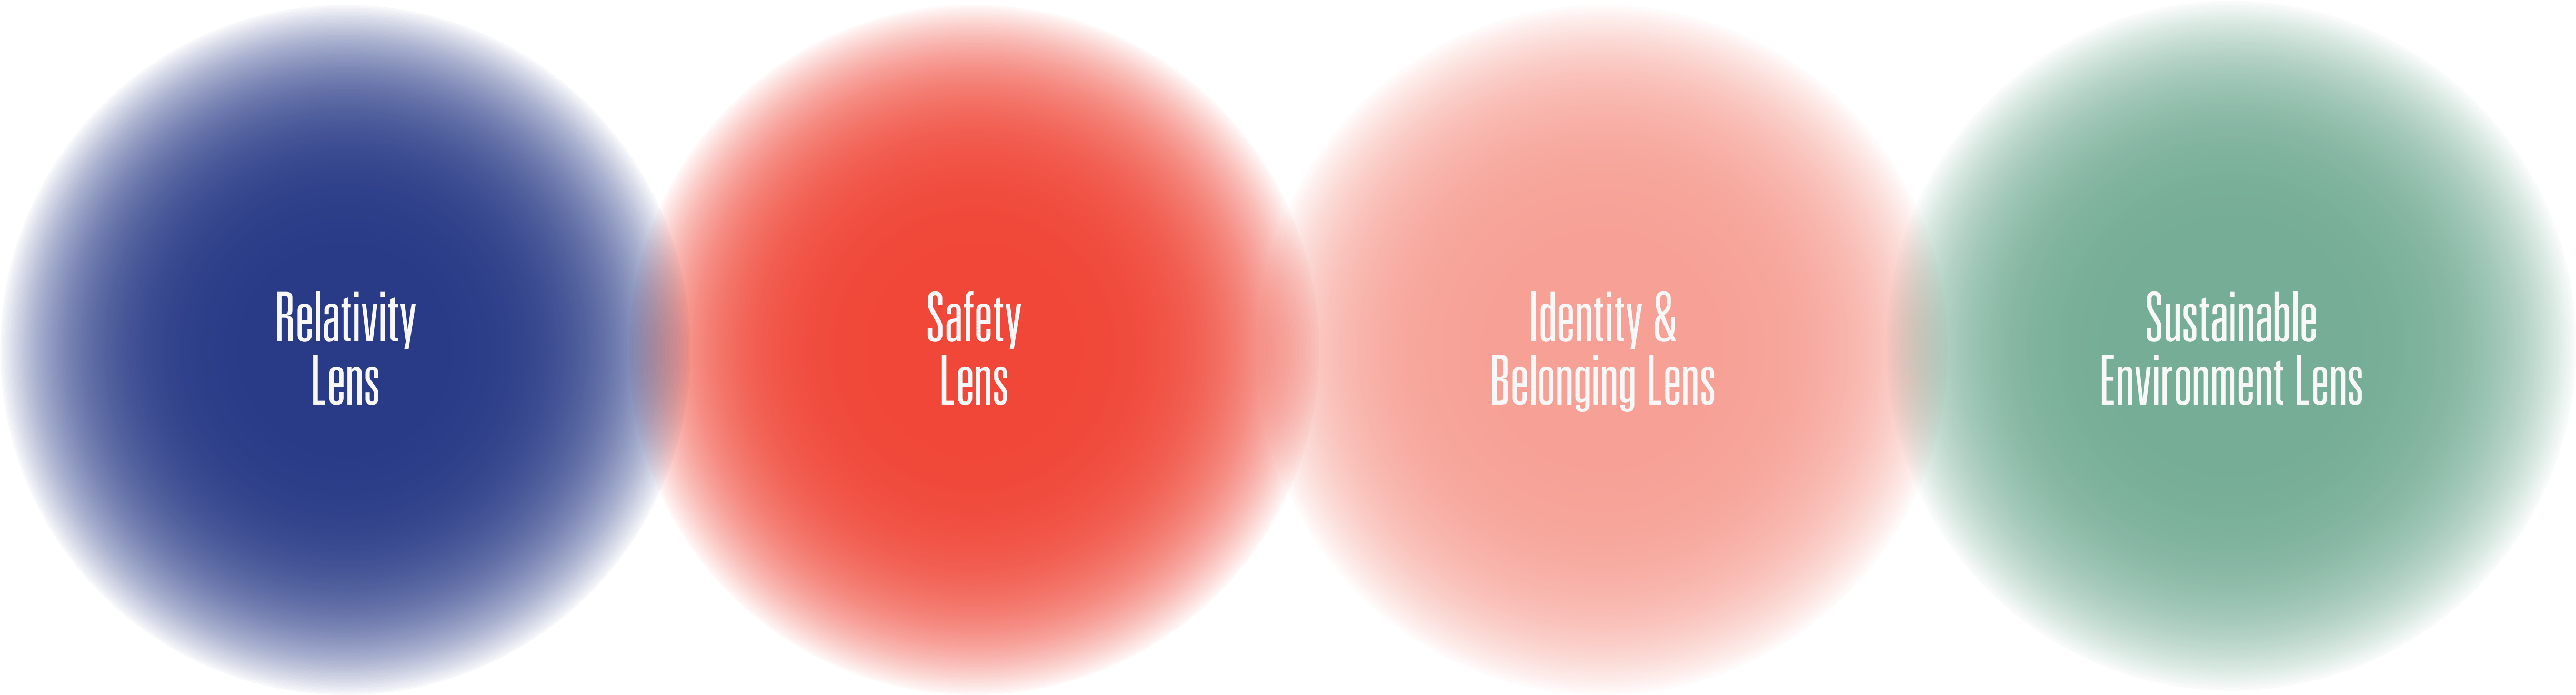 Relativity
Lens
Safety
Lens
Identity &
Belonging Lens
Sustainable
Environment Lens